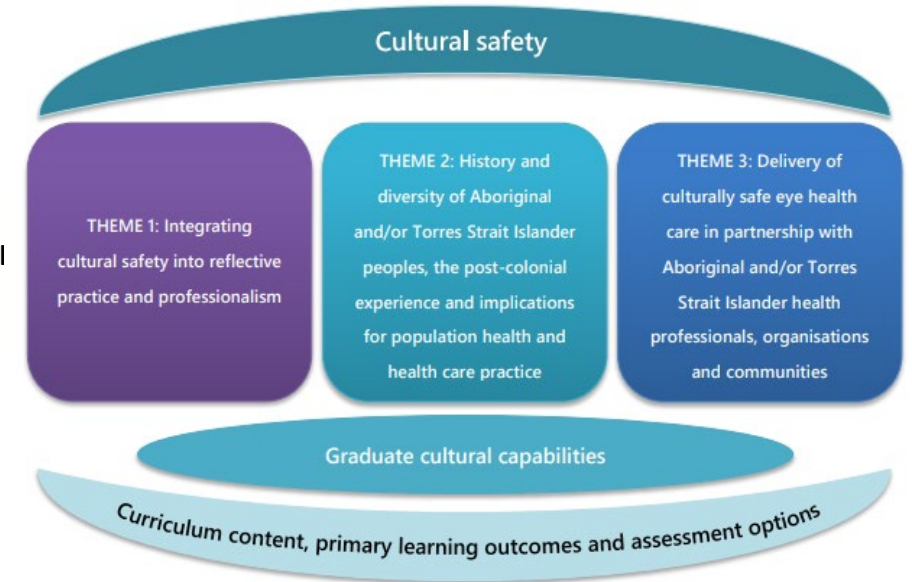 Cultural safety
THEME 1: Integrating
cultural safety into reflective
practice and professionalism
THEME 2: History and
diversity of Aboriginal
and/or Torres Strait Islander
peoples, the post-colonial
experience and implications
for population health and
health care practice
THEME 3: Delivery of
culturally safe eye health
care in partnership with
Aboriginal and/or Torres
Strait Islander health
professionals, organisations
and communities
Graduate cultural capabilities
Curriculum content, primary learning outcomes and assessment options